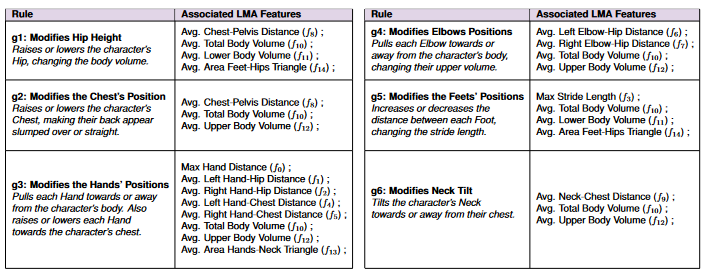 Rule Associated LMA Features
g1: Modifies Hip Height
Raises or lowers the character's
Hip, changing the body volume.
Avg. Chest-Pelvis Distance (f₈) ;
Avg. Total Body Volume (f₁₀) ;
Avg. Lower Body Volume (f₁₁) ;
Avg. Area Feet-Hips Triangle (f₁₄) ;
g2: Modifies the Chest's Position
Raises or lowers the character's
Chest, making their back appear
slumped over or straight.
Avg. Chest-Pelvis Distance (f₈) ;
Avg. Total Body Volume (f₁₀) ;
Avg. Upper Body Volume (f₁₂) ;
g3: Modifies the Hands' Positions
Pulls each Hand towards or away
from the character's body. Also
raises or lowers each Hand
towards the character's chest.
Max Hand Distance (f₀) ;
Avg. Left Hand-Hip Distance (f₁) ;
Avg. Right Hand-Hip Distance (f₂) ;
Avg. Left Hand-Chest Distance (f₄) ;
Avg. Right Hand-Chest Distance (f₅) ;
Avg. Total Body Volume (f₁₀) ;
Avg. Upper Body Volume (f₁₂) ;
Avg. Area Hands-Neck Triangle (f₁₃) ;
Rule Associated LMA Features
g4: Modifies Elbows Positions
Pulls each Elbow towards or
away from the character's body,
changing their upper volume.
Avg. Left Elbow-Hip Distance (f₆) ;
Avg. Right Elbow-Hip Distance (f₇) ;
Avg. Total Body Volume (f₁₀) ;
Avg. Upper Body Volume (f₁₂) ;
g5: Modifies the Feets' Positions
Increases or decreases the
distance between each Foot,
changing the stride length.
Max Stride Length (f₃) ;
Avg. Total Body Volume (f₁₀) ;
Avg. Lower Body Volume (f₁₁) ;
Avg. Area Feet-Hips Triangle (f₁₄) ;
g6: Modifies Neck Tilt
Tilts the character's Neck
towards or away from their chest.
Avg. Neck-Chest Distance (f₉) ;
Avg. Total Body Volume (f₁₀) ;
Avg. Upper Body Volume (f₁₂) ;